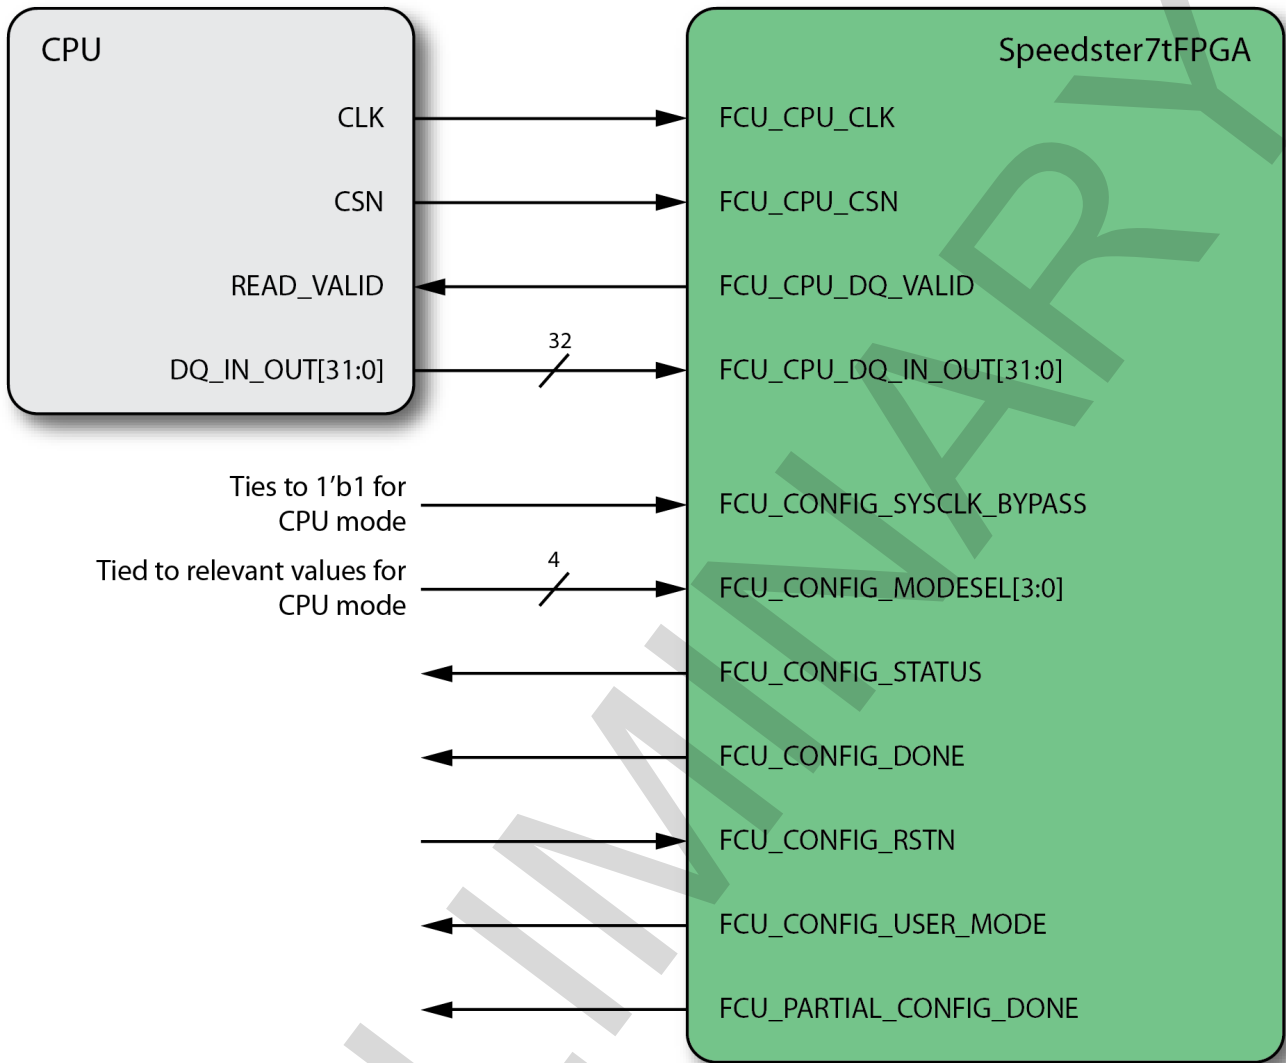 CPU
Speedster7tFPGA
CLK
FCU_CPU_CLK
CSN
FCU_CPU_CSN
READ_VALID
FCU_CPU_DQ_VALID
DQ_IN_OUT[31:0]
32
FCU_CPU_DQ_IN_OUT[31:0]
Ties to 1’b1 for
CPU mode
FCU_CONFIG_SYSCLK_BYPASS
Tied to relevant values for
CPU mode
4
FCU_CONFIG_MODESEL[3:0]
FCU_CONFIG_STATUS
FCU_CONFIG_DONE
FCU_CONFIG_RSTN
FCU_CONFIG_USER_MODE
FCU_PARTIAL_CONFIG_DONE
LIMINARY